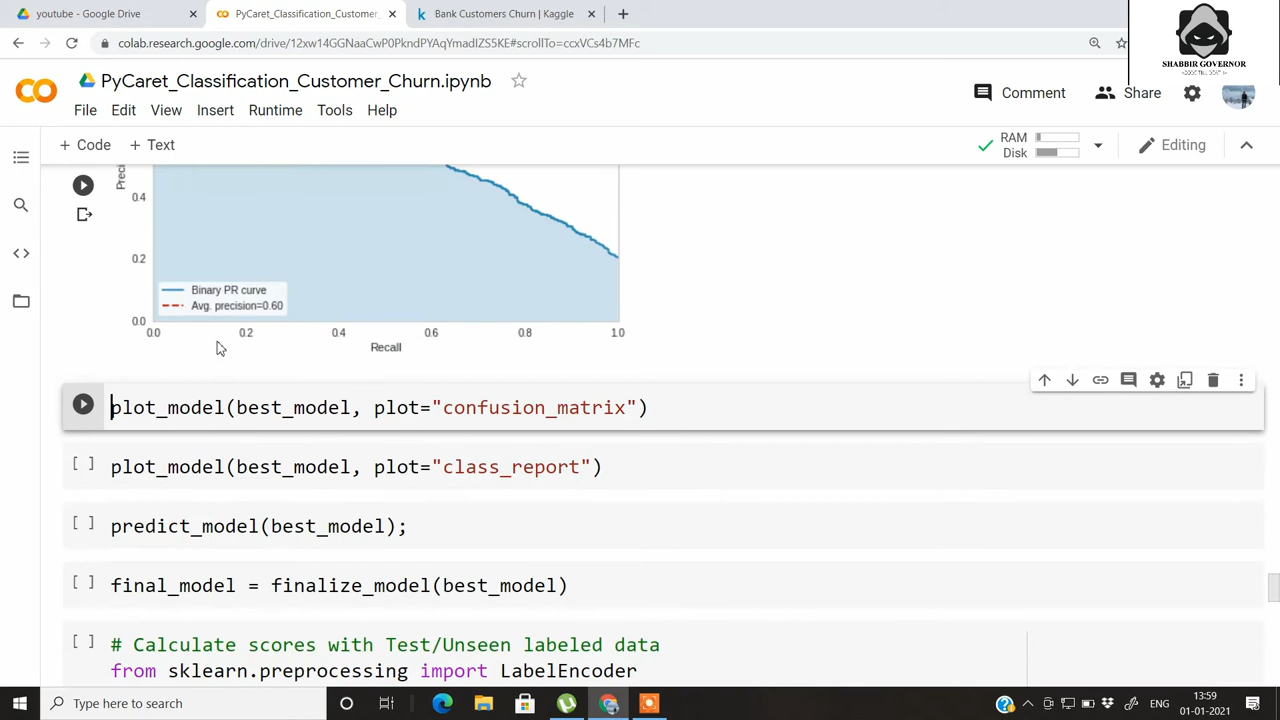 youtube - Google Drive
PyCaret_Classification_Customer_
Bank Customers Churn | Kaggle
colab.research.google.com/drive/12xw14GGNaaCwP0PkndPYAqYmadIZS5KE#scrollTo=ccxVCs4b7MFc
SHABBIR GOVERNOR
PyCaret_Classification_Customer_Churn.ipynb
File Edit View Insert Runtime Tools Help
Comment
Share
+ Code + Text
RAM
Disk
Editing
Preci
0.4
0.2
0.0
Binary PR curve
Avg. precision=0.60
0.0 0.2 0.4 0.6 0.8 1.0
Recall
plot_model(best_model, plot="confusion_matrix")
[ ] plot_model(best_model, plot="class_report")
[ ] predict_model(best_model);
[ ] final_model = finalize_model(best_model)
[ ] # Calculate scores with Test/Unseen labeled data
from sklearn.preprocessing import LabelEncoder
Type here to search
ENG
13:59
01-01-2021